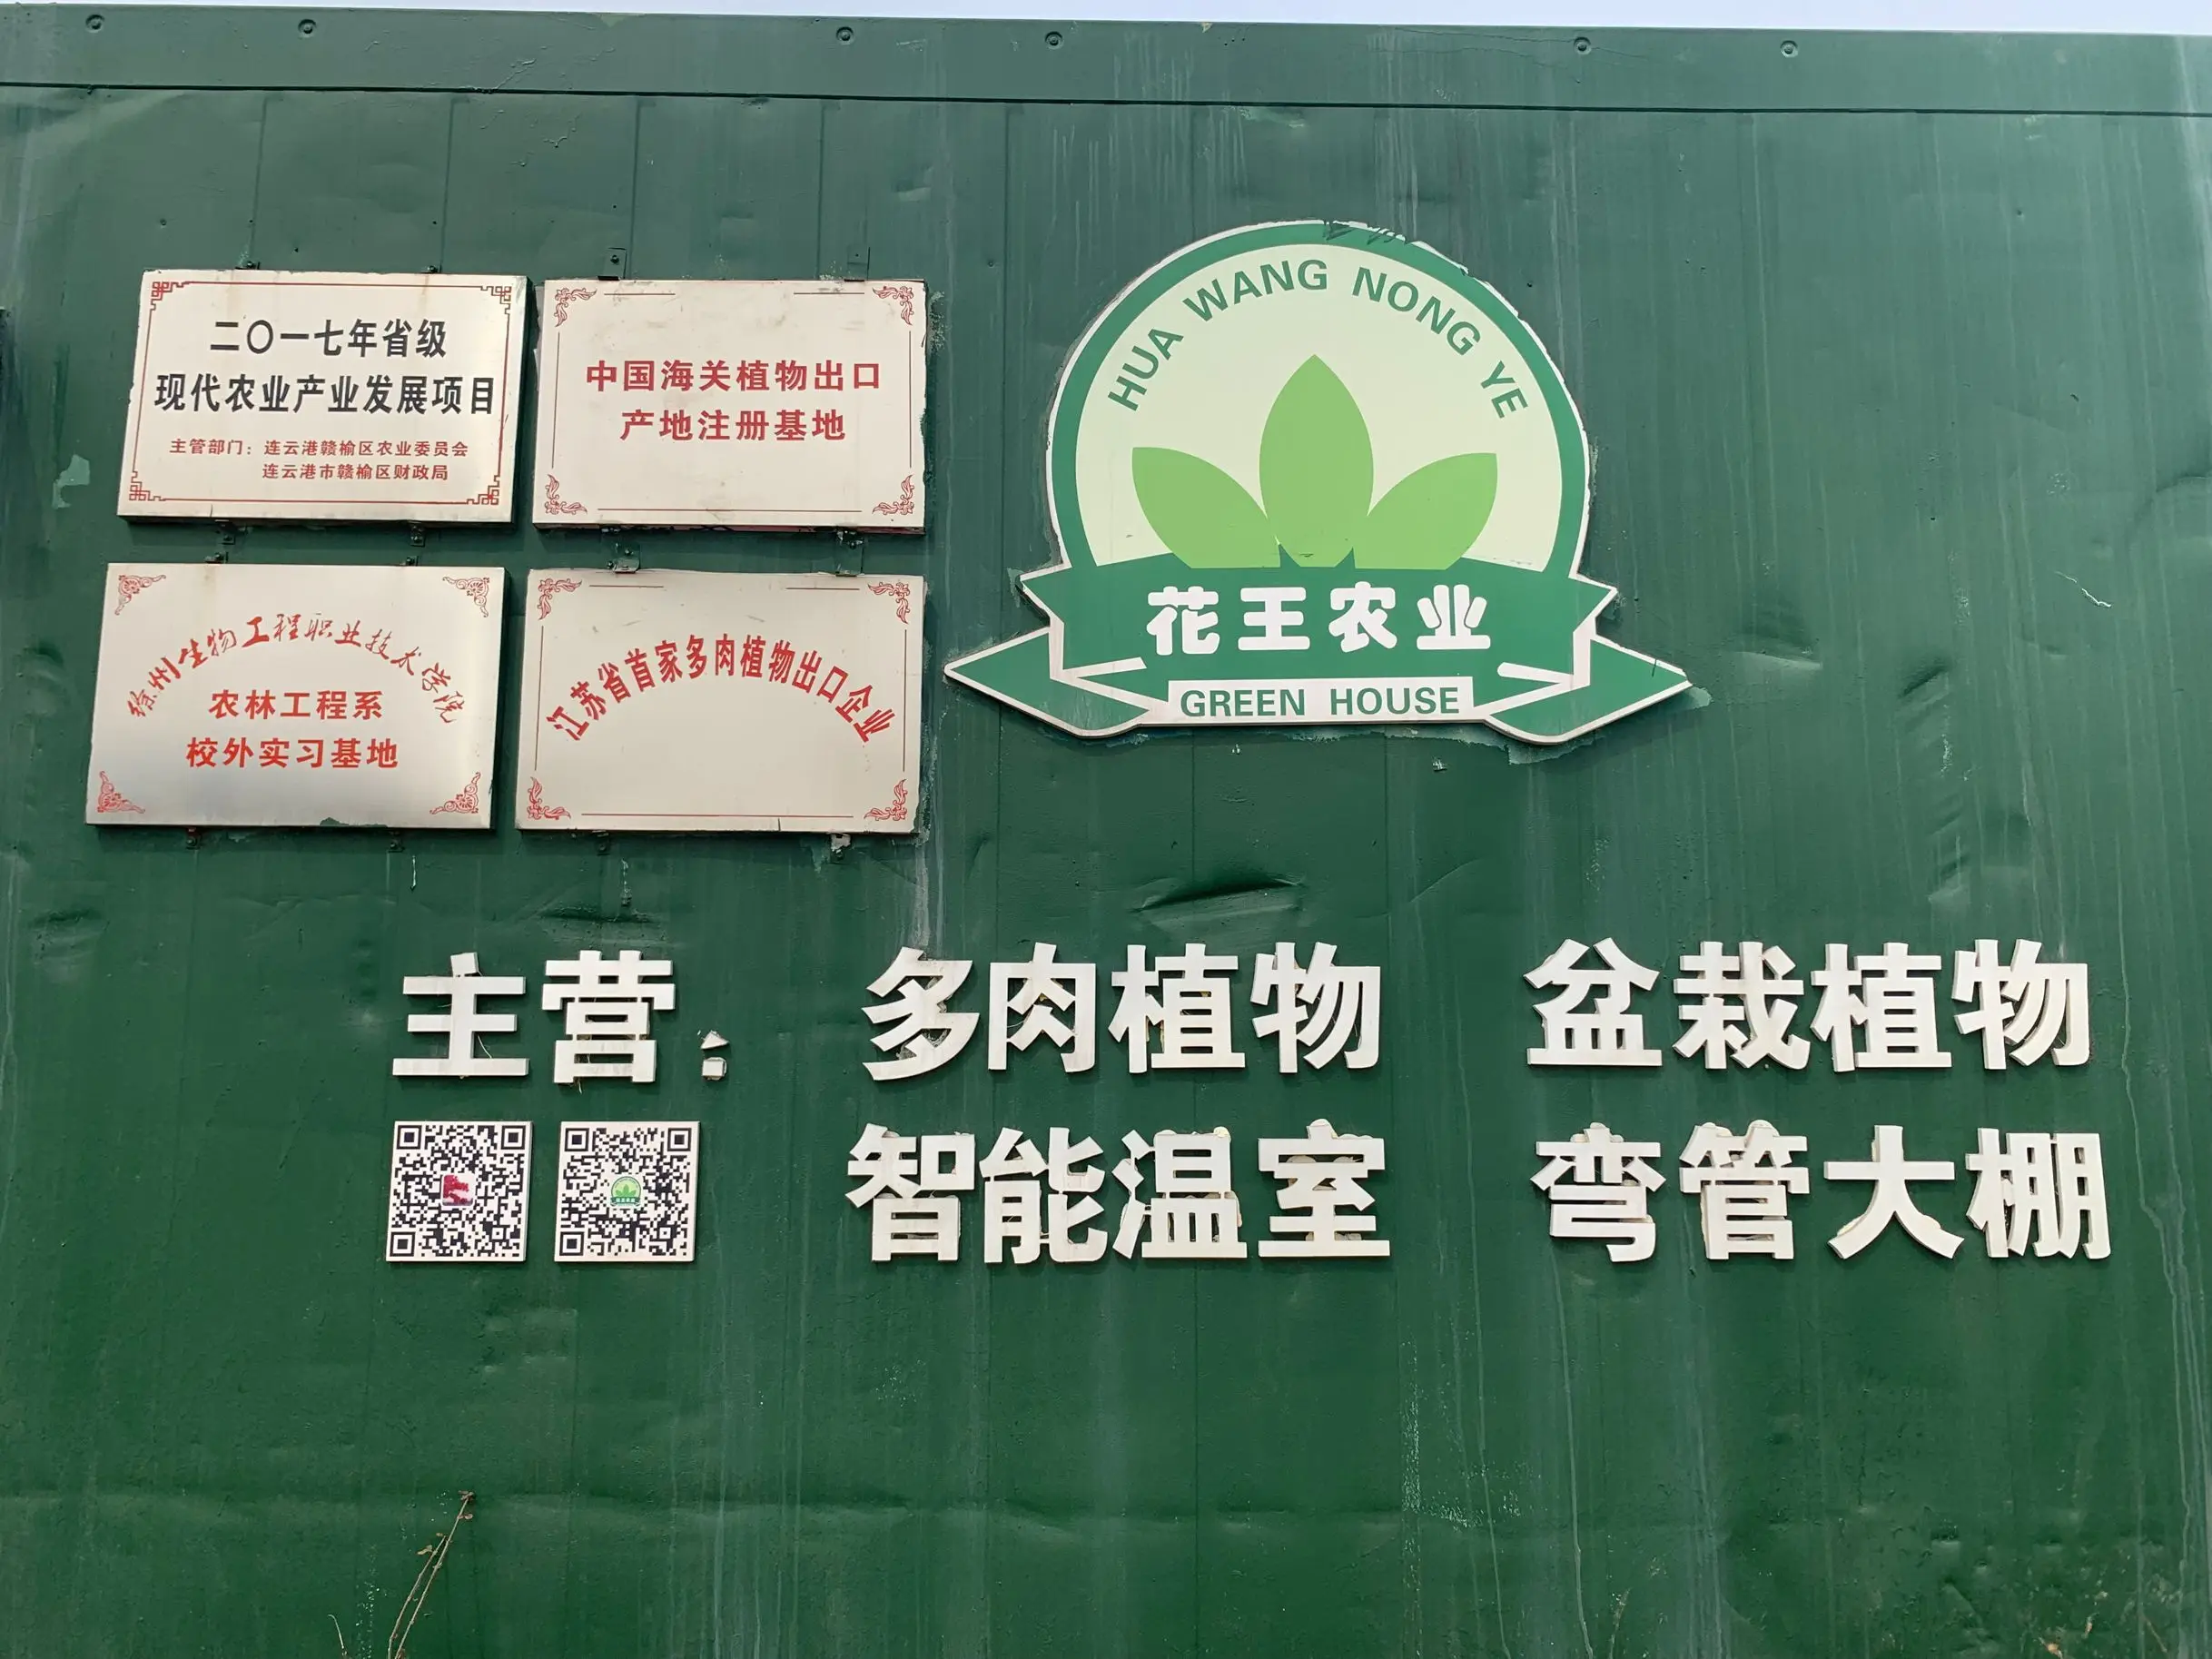 二〇一七年省级
现代农业产业发展项目
主管部门：连云港赣榆区农业委员会
连云港市赣榆区财政局
中国海关植物出口
产地注册基地
徐州生物工程职业技术学院
农林工程系
校外实习基地
江苏省首家多肉植物出口企业
HUA WANG NONG YE
花王农业
GREEN HOUSE
主营： 多肉植物 盆栽植物
智能温室 弯管大棚